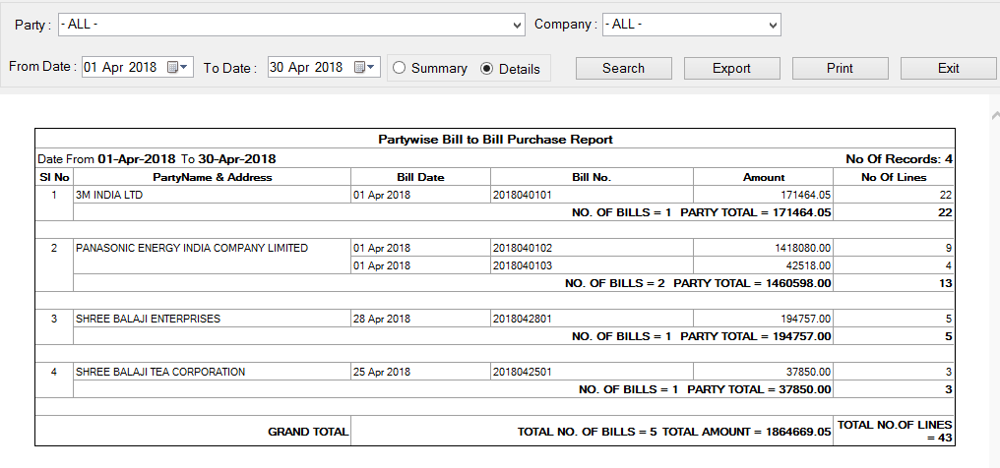 Party : - ALL - Company : - ALL -
From Date : 01 Apr 2018 To Date : 30 Apr 2018 Summary Details Search Export Print Exit
Partywise Bill to Bill Purchase Report
Date From 01-Apr-2018 To 30-Apr-2018 No Of Records: 4
Sl No PartyName & Address Bill Date Bill No. Amount No Of Lines
1 3M INDIA LTD 01 Apr 2018 2018040101 171464.05 22
NO. OF BILLS = 1 PARTY TOTAL = 171464.05 22
2 PANASONIC ENERGY INDIA COMPANY LIMITED 01 Apr 2018 2018040102 1418080.00 9
01 Apr 2018 2018040103 42518.00 4
NO. OF BILLS = 2 PARTY TOTAL = 1460598.00 13
3 SHREE BALAJI ENTERPRISES 28 Apr 2018 2018042801 194757.00 5
NO. OF BILLS = 1 PARTY TOTAL = 194757.00 5
4 SHREE BALAJI TEA CORPORATION 25 Apr 2018 2018042501 37850.00 3
NO. OF BILLS = 1 PARTY TOTAL = 37850.00 3
GRAND TOTAL TOTAL NO. OF BILLS = 5 TOTAL AMOUNT = 1864669.05 TOTAL NO.OF LINES
= 43